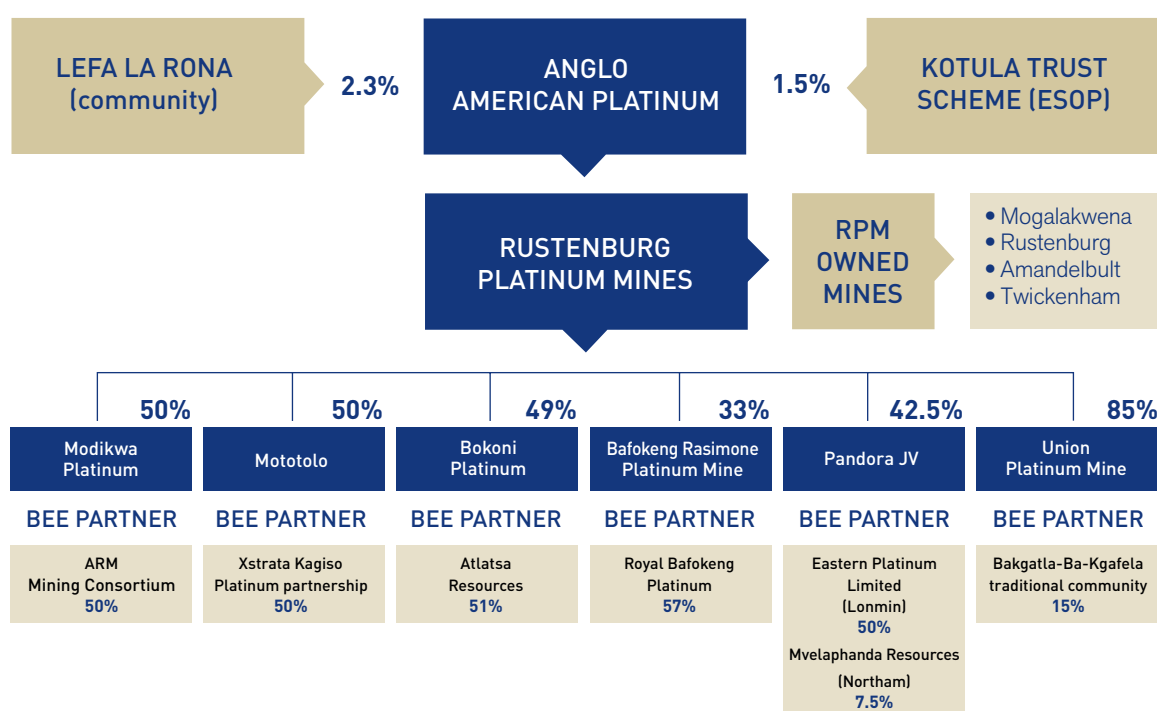 LEFA LA RONA
(community)
2.3%
ANGLO
AMERICAN PLATINUM
1.5%
KOTULA TRUST
SCHEME (ESOP)
RUSTENBURG
PLATINUM MINES
RPM
OWNED
MINES
• Mogalakwena
• Rustenburg
• Amandelbult
• Twickenham
50%
50%
49%
33%
42.5%
85%
Modikwa
Platinum
Mototolo
Bokoni
Platinum
Bafokeng Rasimone
Platinum Mine
Pandora JV
Union
Platinum Mine
BEE PARTNER
BEE PARTNER
BEE PARTNER
BEE PARTNER
BEE PARTNER
BEE PARTNER
ARM
Mining Consortium
50%
Xstrata Kagiso
Platinum partnership
50%
Atlatsa
Resources
51%
Royal Bafokeng
Platinum
57%
Eastern Platinum
Limited
(Lonmin)
50%
Mvelaphanda Resources
(Northam)
7.5%
Bakgatla-Ba-Kgafela
traditional community
15%